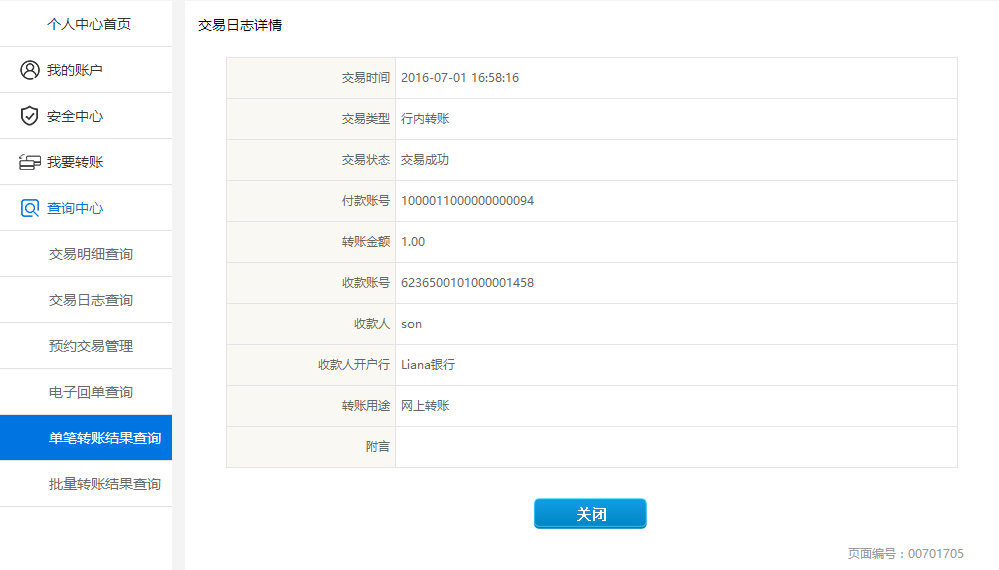 个人中心首页
我的账户
安全中心
我要转账
查询中心
交易明细查询
交易日志查询
预约交易管理
电子回单查询
单笔转账结果查询
批量转账结果查询
交易日志详情
交易时间 2016-07-01 16:58:16
交易类型 行内转账
交易状态 交易成功
付款账号 1000011000000000094
转账金额 1.00
收款账号 6236500101000001458
收款人 son
收款人开户行 Liana银行
转账用途 网上转账
附言
关闭
页面编号：00701705